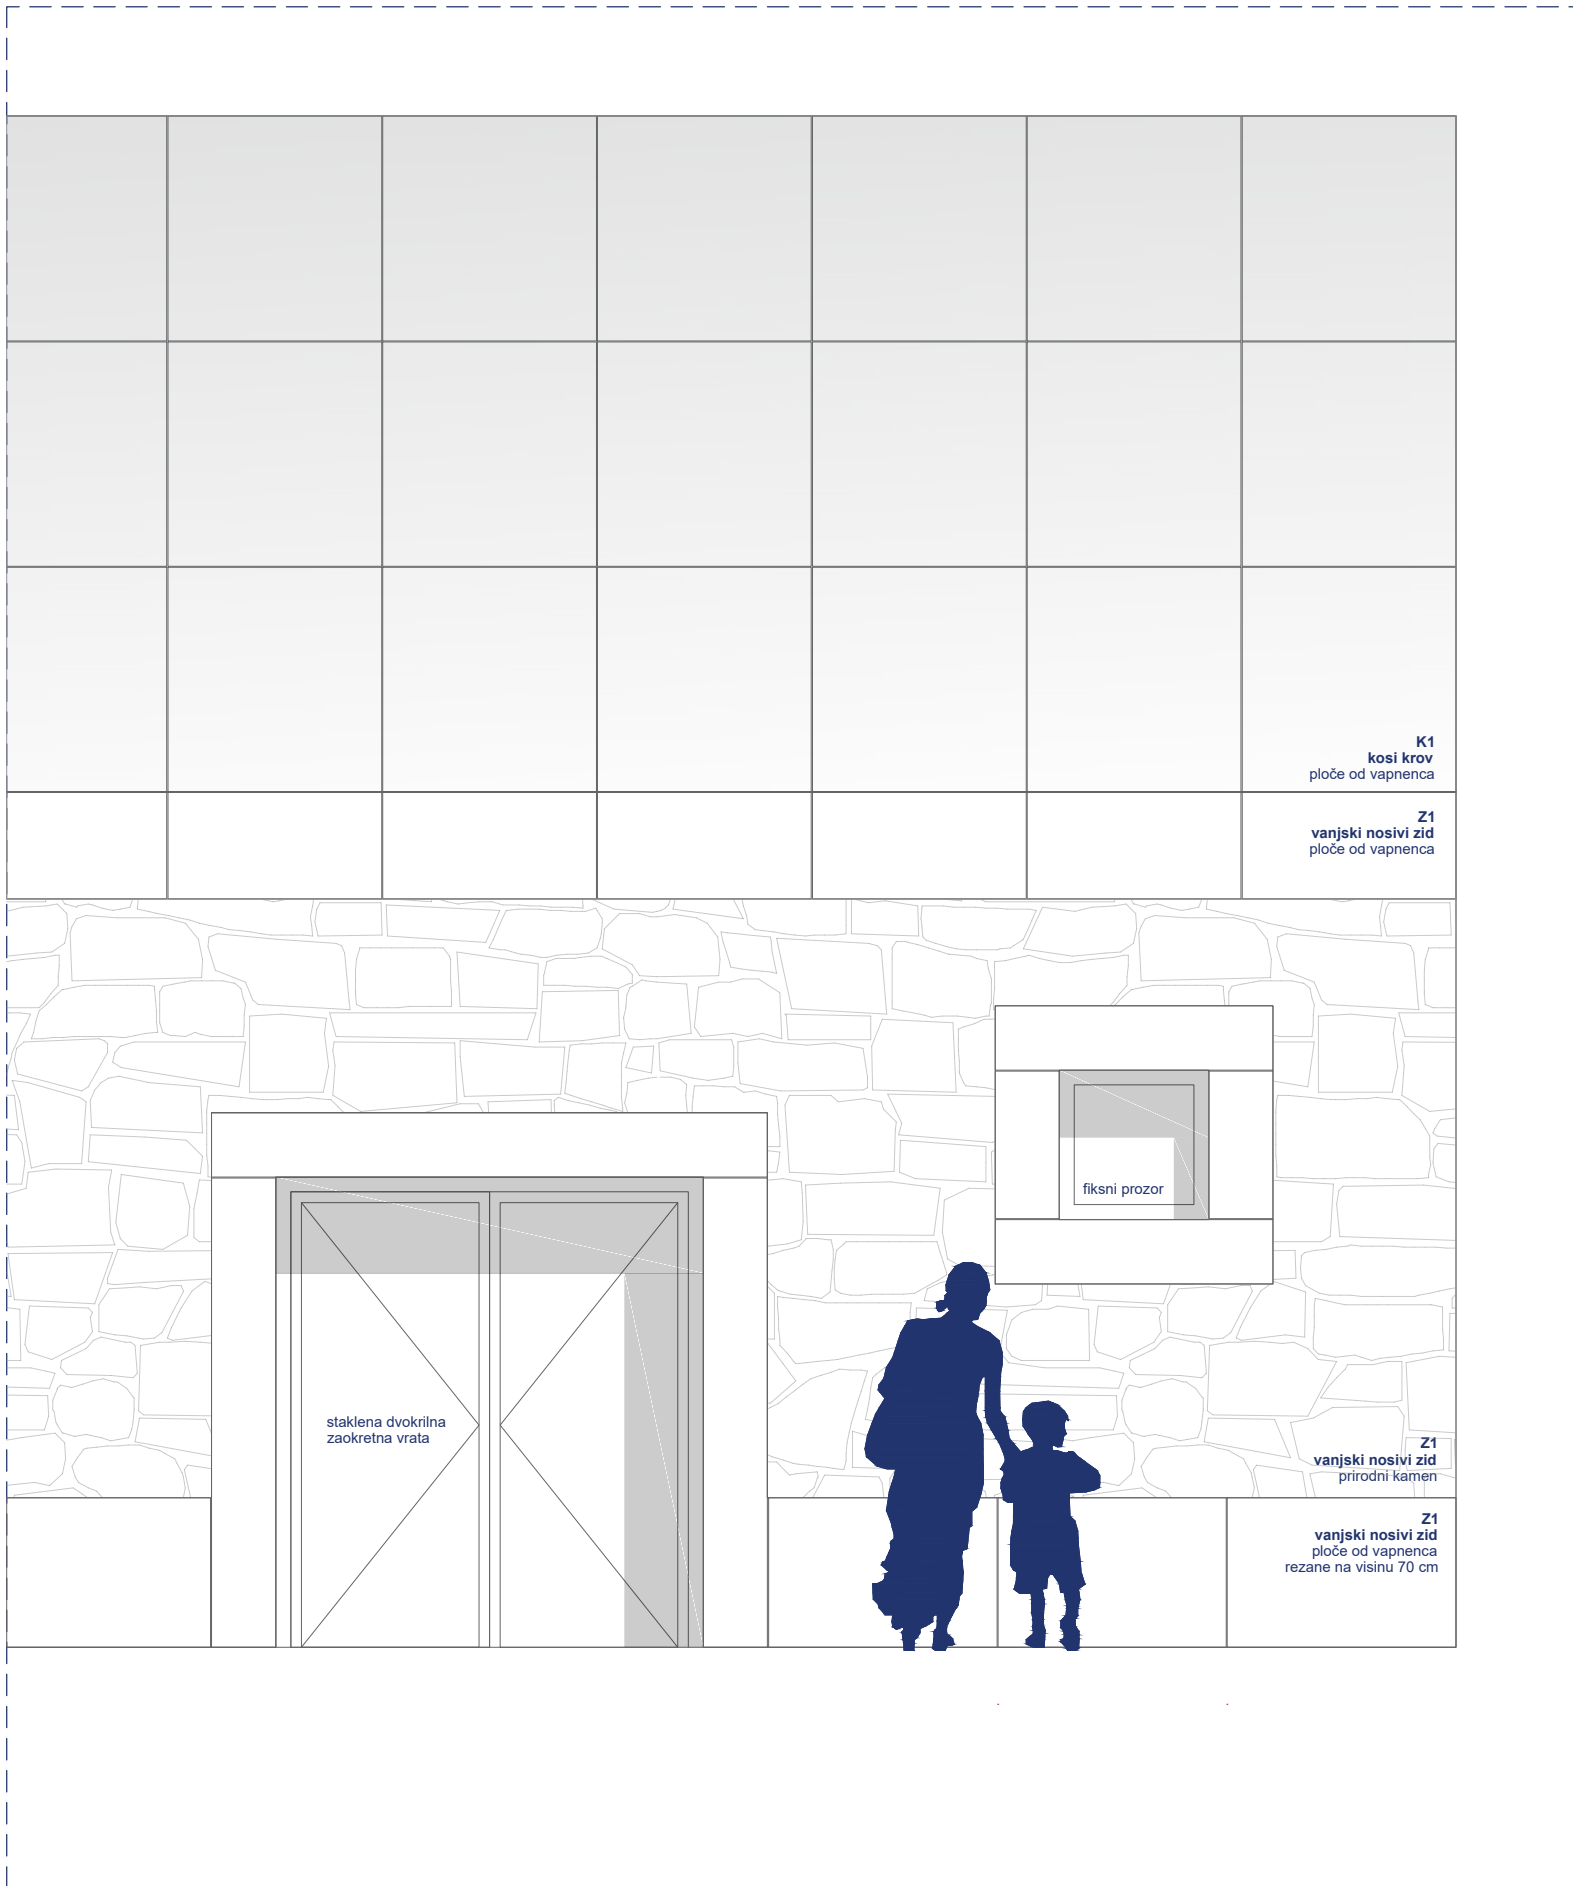 K1
kosi krov
ploče od vapnenca
Z1
vanjski nosivi zid
ploče od vapnenca
fiksni prozor
staklena dvokrilna
zaokretna vrata
Z1
vanjski nosivi zid
prirodni kamen
Z1
vanjski nosivi zid
ploče od vapnenca
rezane na visinu 70 cm